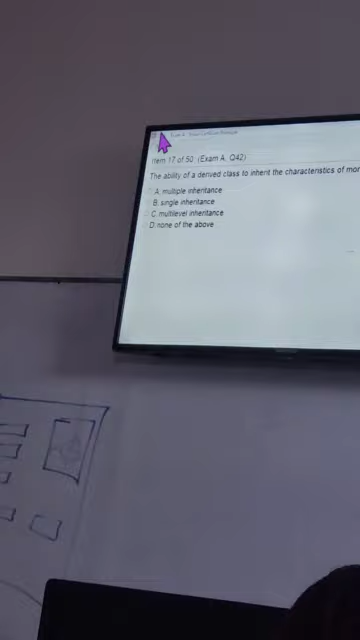 Item 17 of 50 (Exam A, Q42)
The ability of a derived class to inherit the characteristics of mor
A. multiple inheritance
B. single inheritance
C. multilevel inheritance
D. none of the above